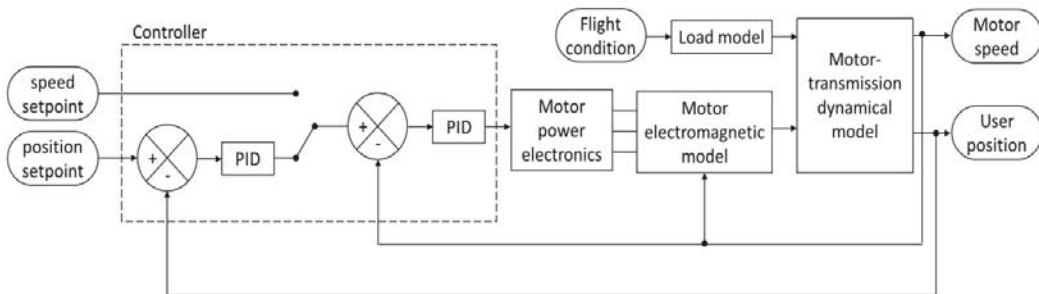 Controller
speed
setpoint
position
setpoint
+
-
PID
+
-
PID
Motor
power
electronics
Motor
electromagnetic
model
Flight
condition
Load model
Motor-
transmission
dynamical
model
Motor
speed
User
position